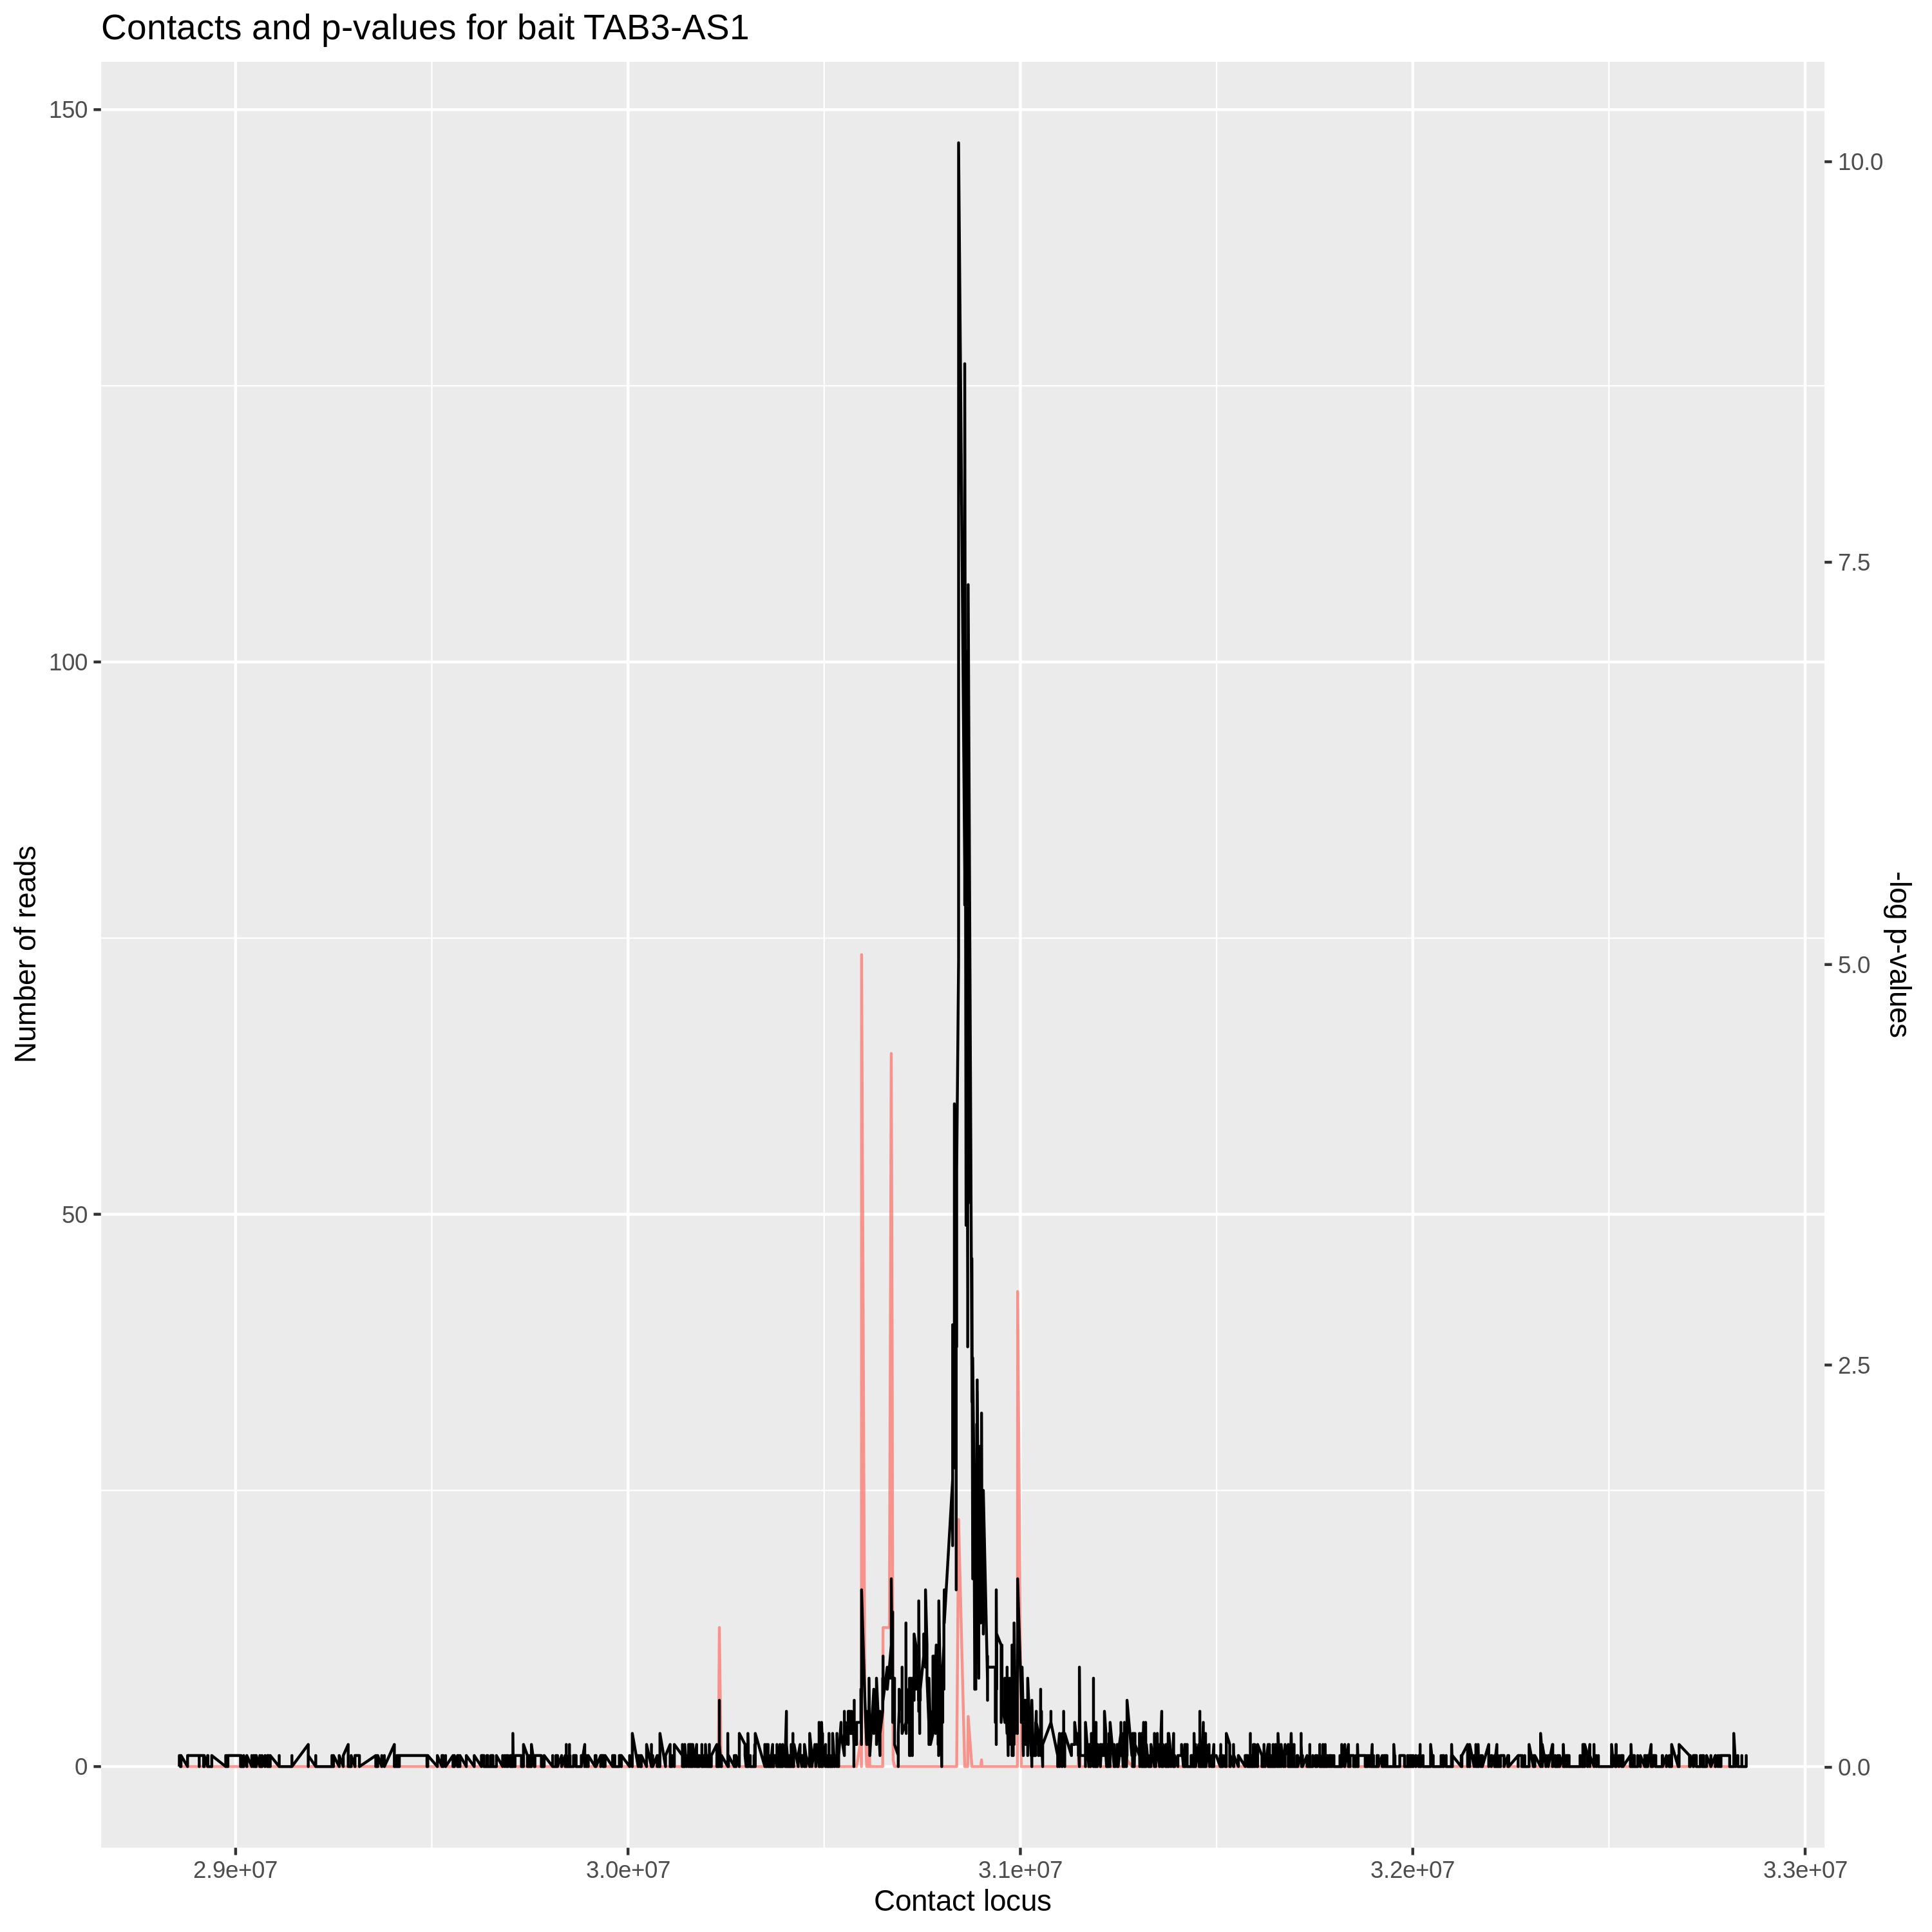 Contacts and p-values for bait TAB3-AS1
150
100
50
0
Number of reads
10.0
7.5
5.0
2.5
0.0
-log p-values
2.9e+07
3.0e+07
3.1e+07
3.2e+07
3.3e+07
Contact locus